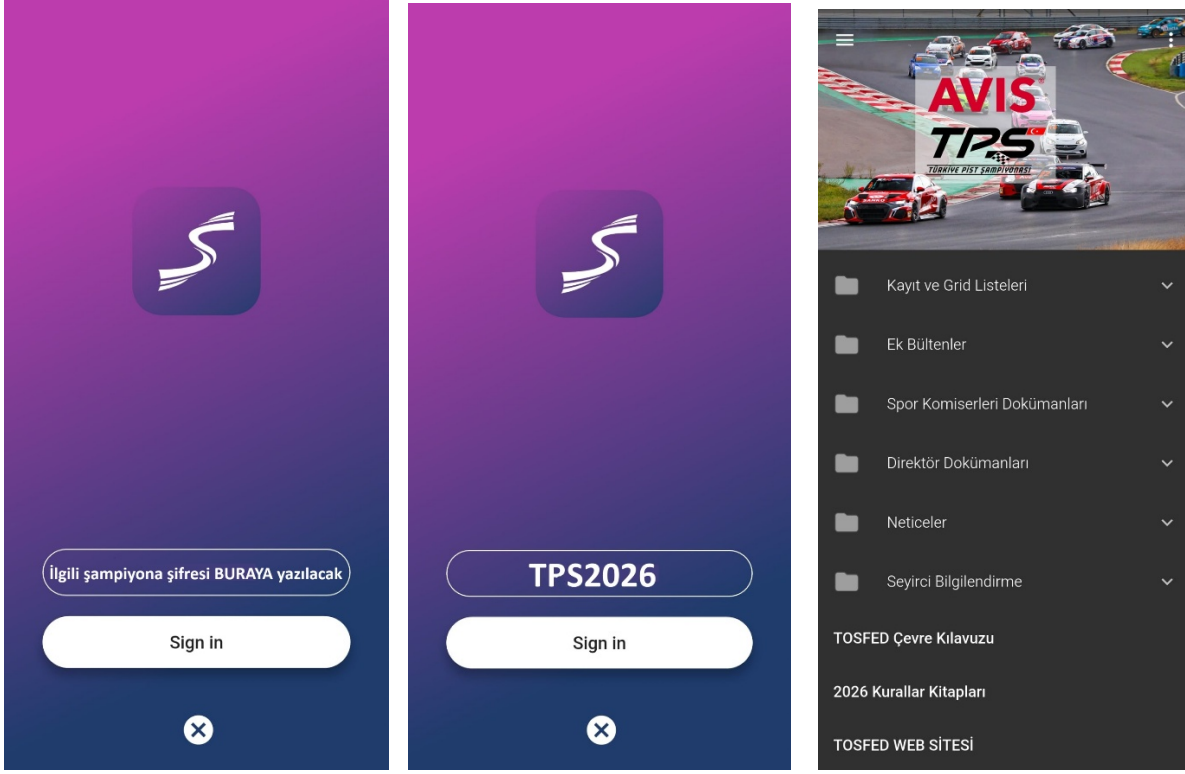 İlgili şampiyona şifresi BURAYA yazılacak
Sign in
TPS2026
Sign in
AVIS
TPS
TÜRKİYE PİST ŞAMPİYONASI
Kayıt ve Grid Listeleri
Ek Bültenler
Spor Komiserleri Dokümanları
Direktör Dokümanları
Neticeler
Seyirci Bilgilendirme
TOSFED Çevre Kılavuzu
2026 Kurallar Kitapları
TOSFED WEB SİTESİ